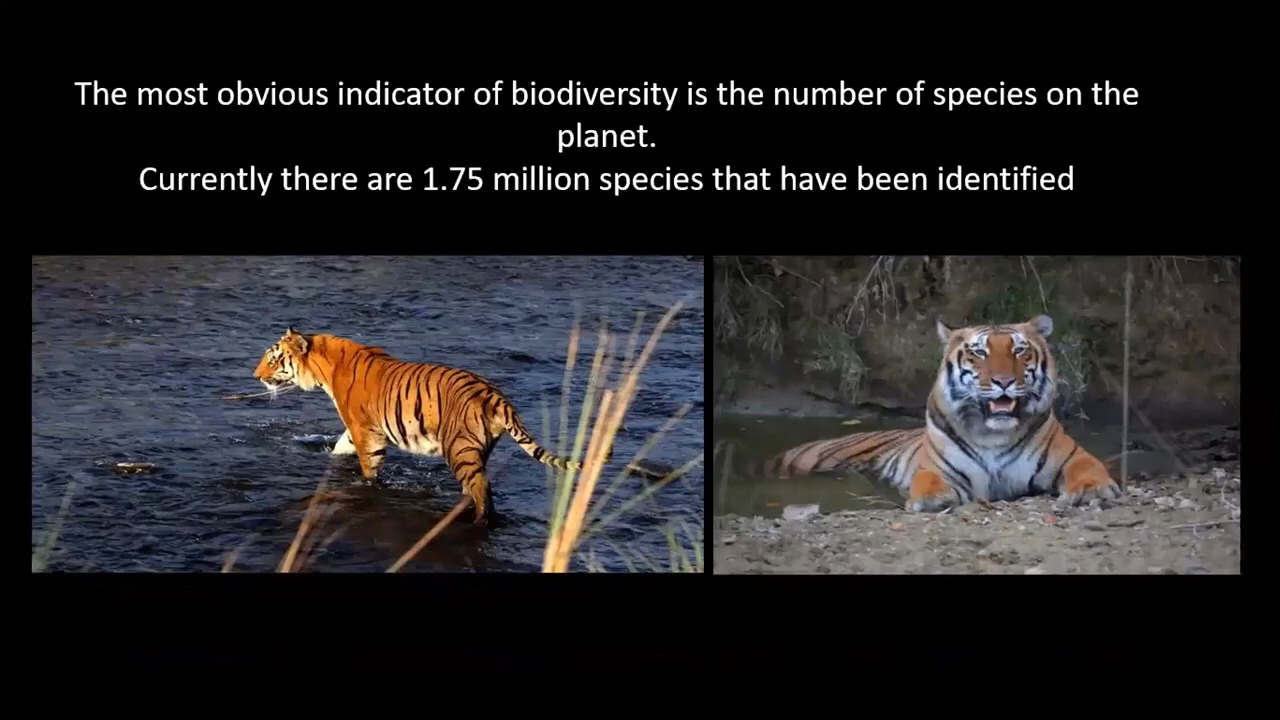 The most obvious indicator of biodiversity is the number of species on the
planet.
Currently there are 1.75 million species that have been identified